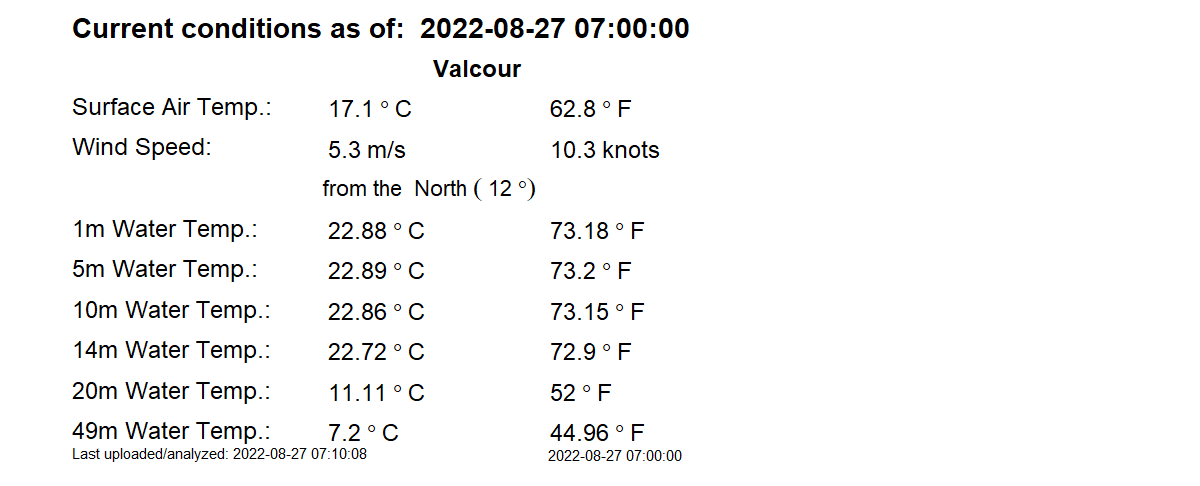 Current conditions as of:  2022-08-27 07:00:00
Valcour
Surface Air Temp.: 17.1 ° C 62.8 ° F
Wind Speed: 5.3 m/s 10.3 knots
from the  North ( 12 °)
1m Water Temp.: 22.88 ° C 73.18 ° F
5m Water Temp.: 22.89 ° C 73.2 ° F
10m Water Temp.: 22.86 ° C 73.15 ° F
14m Water Temp.: 22.72 ° C 72.9 ° F
20m Water Temp.: 11.11 ° C 52 ° F
49m Water Temp.: 7.2 ° C 44.96 ° F
Last uploaded/analyzed: 2022-08-27 07:10:08 2022-08-27 07:00:00